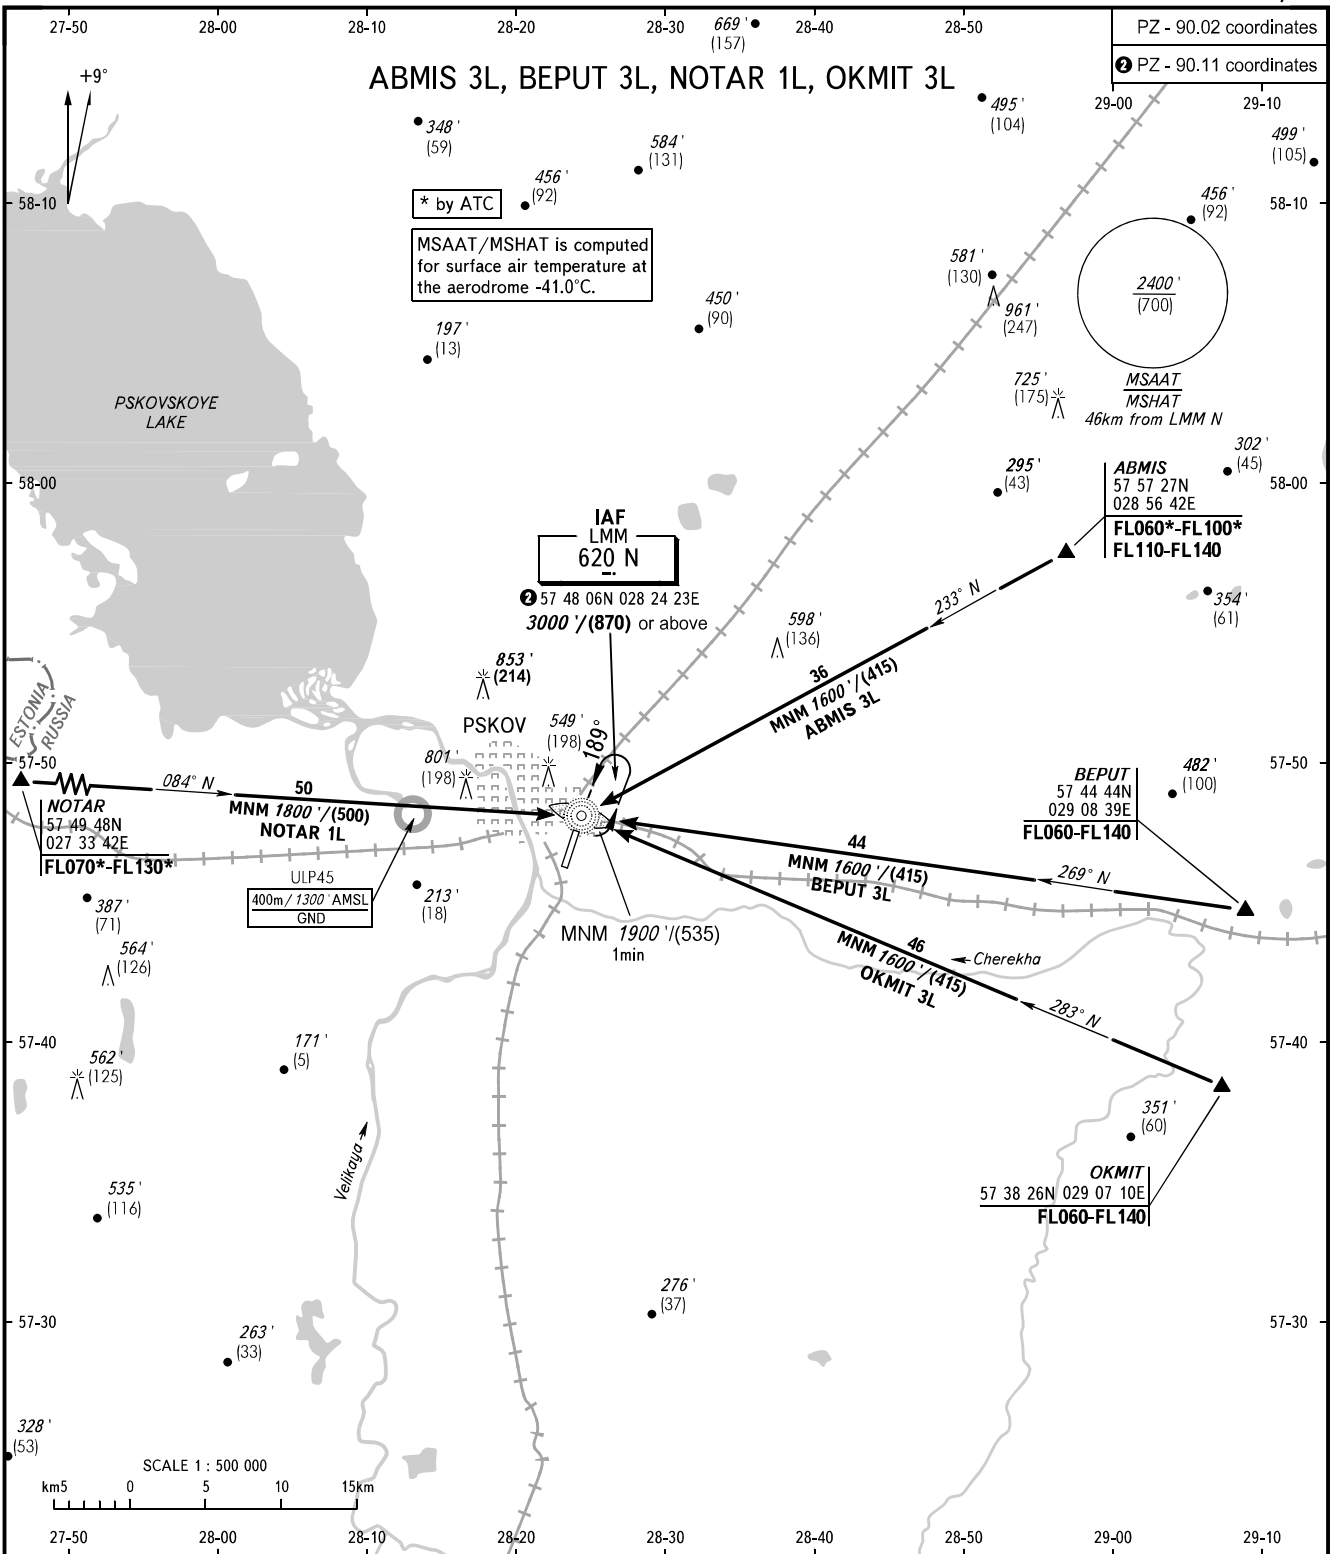 27-50
28-00
28-10
28-20
28-30
28-40
28-50
PZ - 90.02 coordinates
2 PZ - 90.11 coordinates
29-00
29-10
+9°
ABMIS 3L, BEPUT 3L, NOTAR 1L, OKMIT 3L
669'
(157)
495'
(104)
499'
(105)
348'
(59)
584'
(131)
456'
(92)
456'
(92)
58-10
58-10
* by ATC
MSAAT/MSHAT is computed
for surface air temperature at
the aerodrome -41.0°C.
581'
(130)
961'
(247)
2400'
(700)
450'
(90)
197'
(13)
725'
(175)
MSAAT
MSHAT
46km from LMM N
PSKOVSKOYE
LAKE
302'
(45)
295'
(43)
58-00
58-00
ABMIS
57 57 27N
028 56 42E
FL060*-FL100*
FL110-FL140
IAF
LMM
620 N
2 57 48 06N 028 24 23E
3000'/(870) or above
233° N
354'
(61)
598'
(136)
36
MNM 1600'/(415)
ABMIS 3L
853'
(214)
ESTONIA
RUSSIA
PSKOV
549'
(198)
189°
801'
(198)
57-50
57-50
482'
(100)
BEPUT
57 44 44N
029 08 39E
FL060-FL140
084° N
50
MNM 1800'/(500)
NOTAR 1L
NOTAR
57 49 48N
027 33 42E
FL070*-FL130*
44
MNM 1600'/(415)
BEPUT 3L
269° N
ULP45
400m/1300'AMSL
GND
213'
(18)
387'
(71)
564'
(126)
MNM 1900'/(535)
1min
46
MNM 1600'/(415)
OKMIT 3L
Cherekha
283° N
57-40
57-40
171'
(5)
562'
(125)
351'
(60)
Velikaya
OKMIT
57 38 26N 029 07 10E
FL060-FL140
535'
(116)
276'
(37)
57-30
57-30
263'
(33)
328'
(53)
SCALE 1 : 500 000
km5
0
5
10
15km
27-50
28-00
28-10
28-20
28-30
28-40
28-50
29-00
29-10